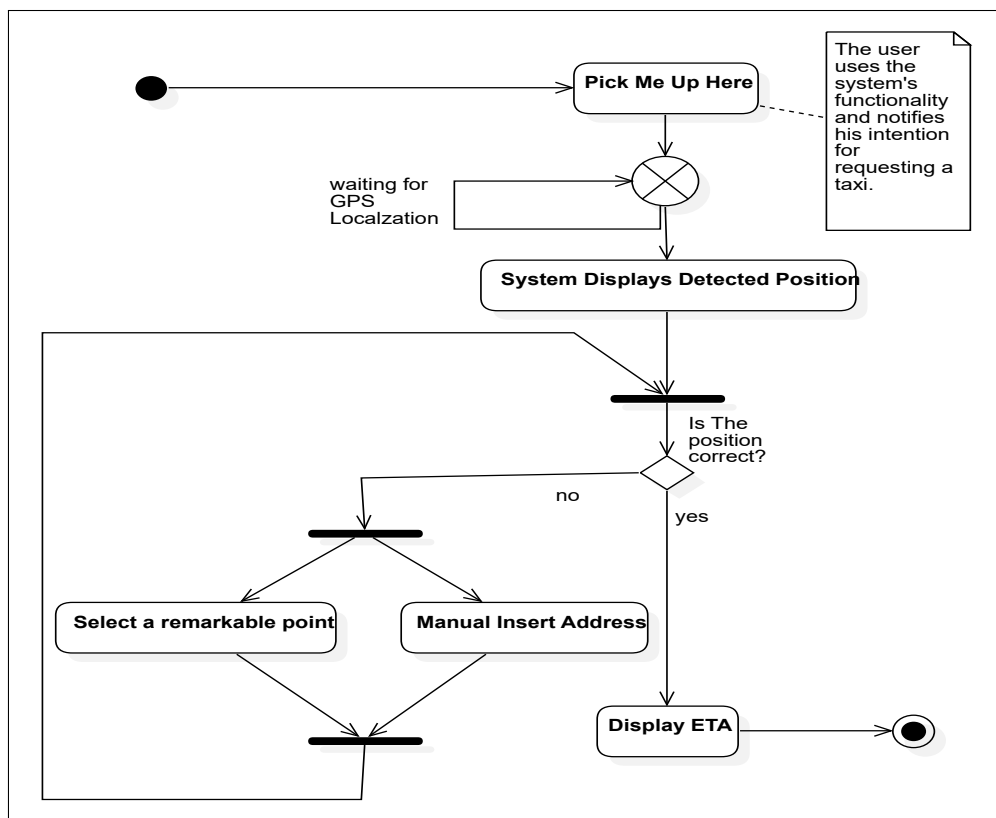 Pick Me Up Here
The user
uses the
system's
functionality
and notifies
his intention
for
requesting a
taxi.
waiting for
GPS
Localzation
System Displays Detected Position
Is The
position
correct?
no
yes
Select a remarkable point
Manual Insert Address
Display ETA